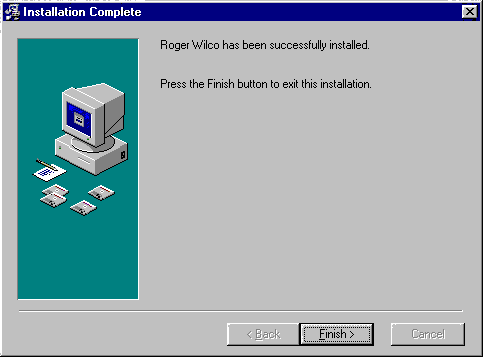 Installation Complete
Roger Wilco has been successfully installed.
Press the Finish button to exit this installation.
< Back
Finish >
Cancel